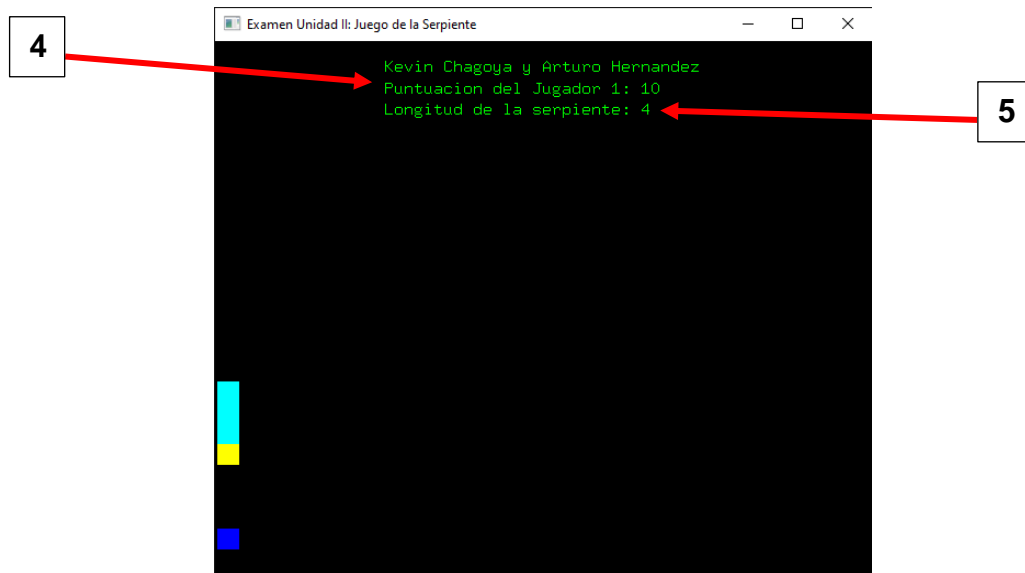 Examen Unidad II: Juego de la Serpiente
4
Kevin Chagoya y Arturo Hernandez
Puntuacion del Jugador 1: 10
Longitud de la serpiente: 4
5